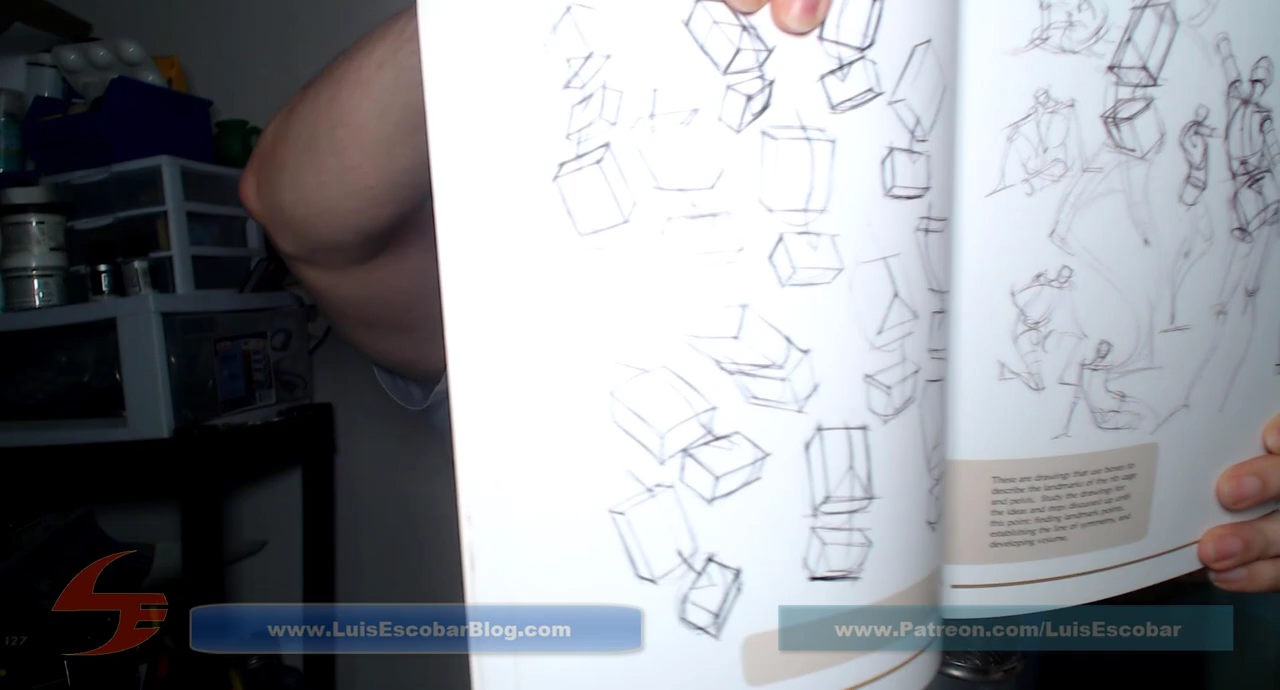 These are drawings that use boxes to
describe the landmarks of the rib cage
and pelvis. Study the drawings for
the ideas and steps discussed up until
this point: finding landmark points,
establishing the line of symmetry, and
developing volume.
127
www.LuisEscobarBlog.com
www.Patreon.com/LuisEscobar